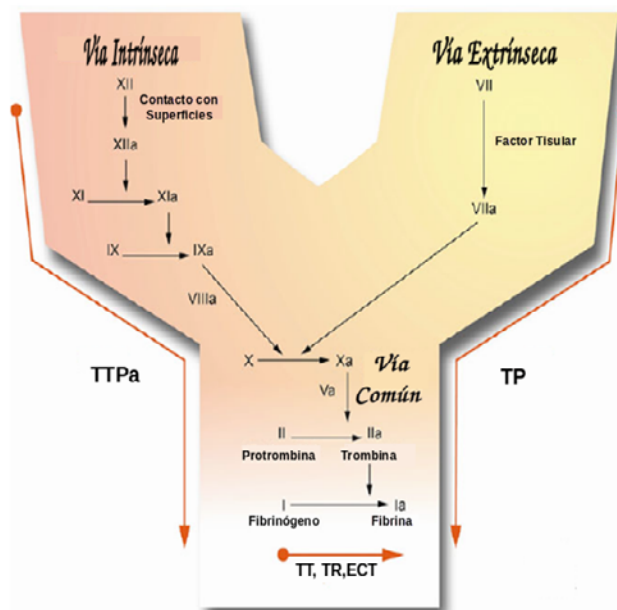 Vía Intrínseca
Vía Extrínseca
XII
VII
Contacto con
Superficies
XIIa
Factor Tisular
XI
XIa
VIIa
IX
IXa
VIIIa
X
Xa
Vía
Común
Va
TTPa
TP
II
IIa
Protrombina
Trombina
I
Ia
Fibrinógeno
Fibrina
TT, TR,ECT